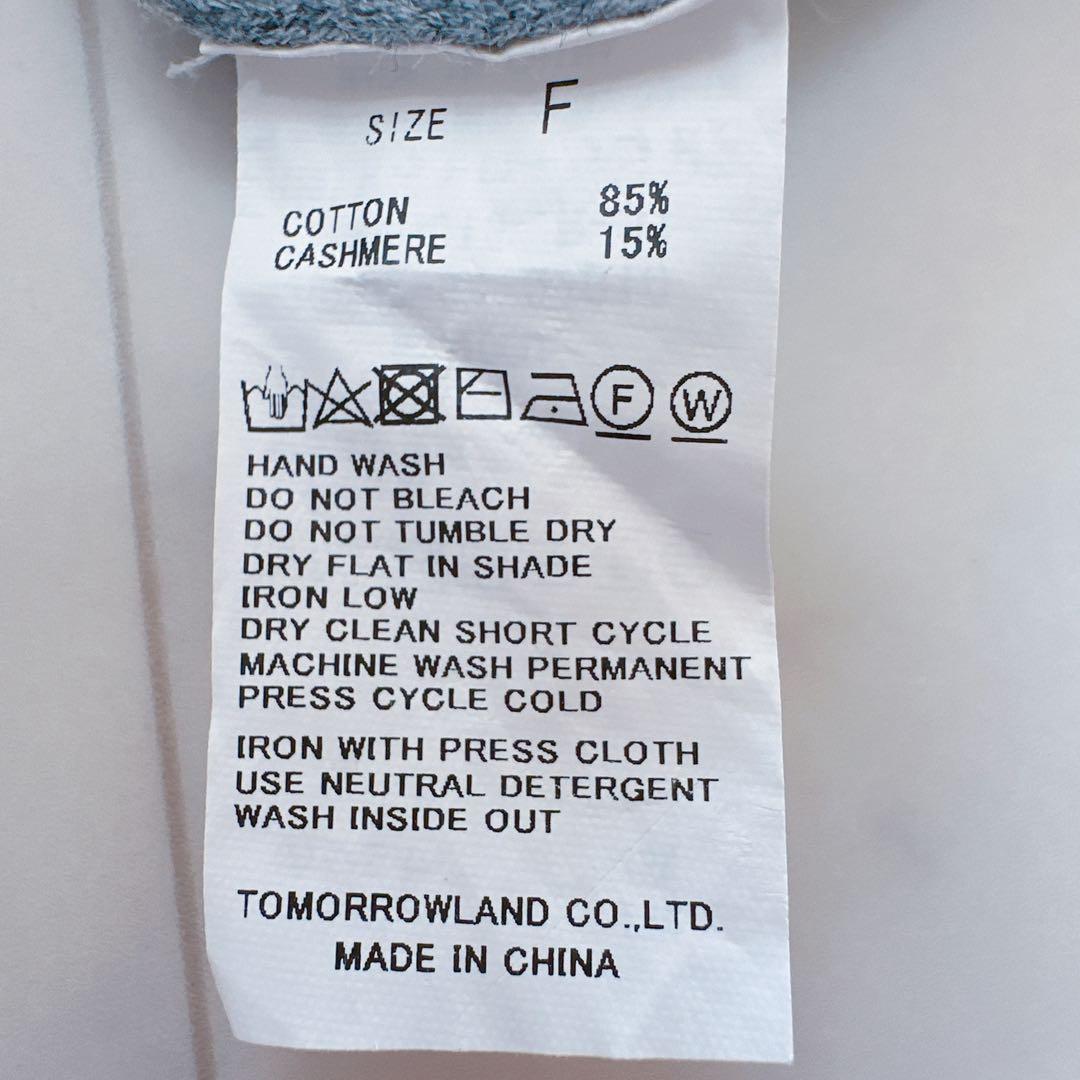 SIZE F
COTTON 85%
CASHMERE 15%
F W
HAND WASH
DO NOT BLEACH
DO NOT TUMBLE DRY
DRY FLAT IN SHADE
IRON LOW
DRY CLEAN SHORT CYCLE
MACHINE WASH PERMANENT
PRESS CYCLE COLD
IRON WITH PRESS CLOTH
USE NEUTRAL DETERGENT
WASH INSIDE OUT
TOMORROWLAND CO.,LTD.
MADE IN CHINA